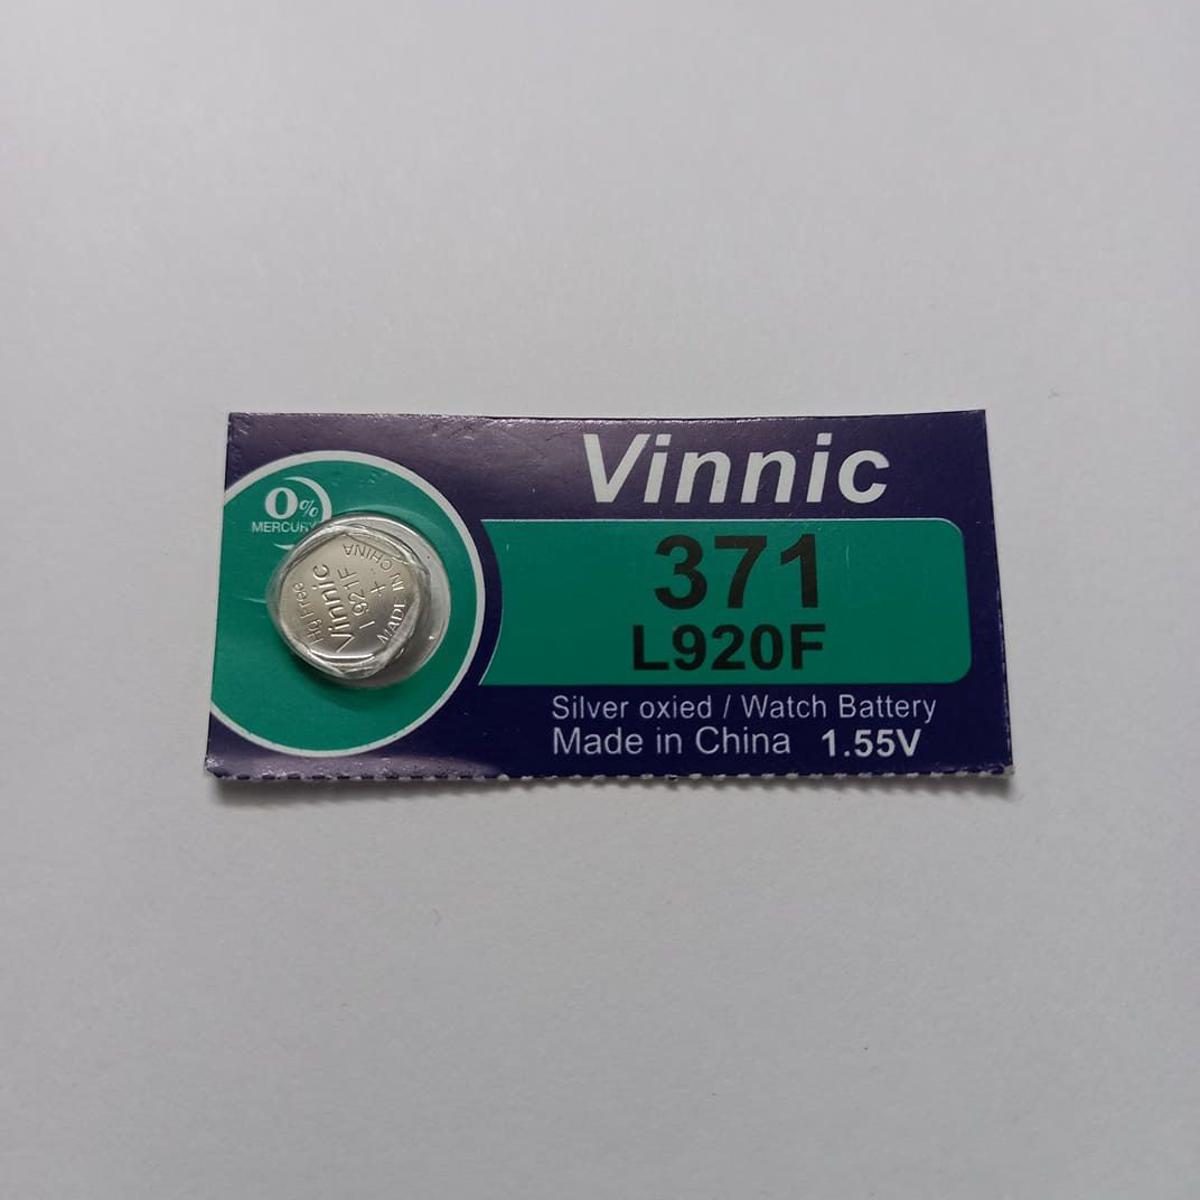 Vinnic
0%
MERCURY
371
L920F
Hg Free
Vinnic
L921F
+
MADE IN CHINA
Silver oxied / Watch Battery
Made in China 1.55V